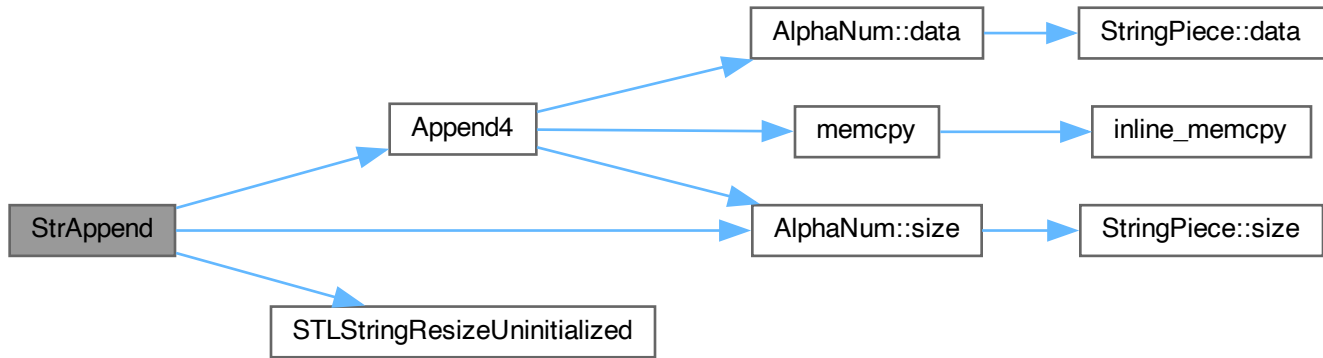 AlphaNum::data
StringPiece::data
Append4
memcpy
inline_memcpy
StrAppend
AlphaNum::size
StringPiece::size
STLStringResizeUninitialized